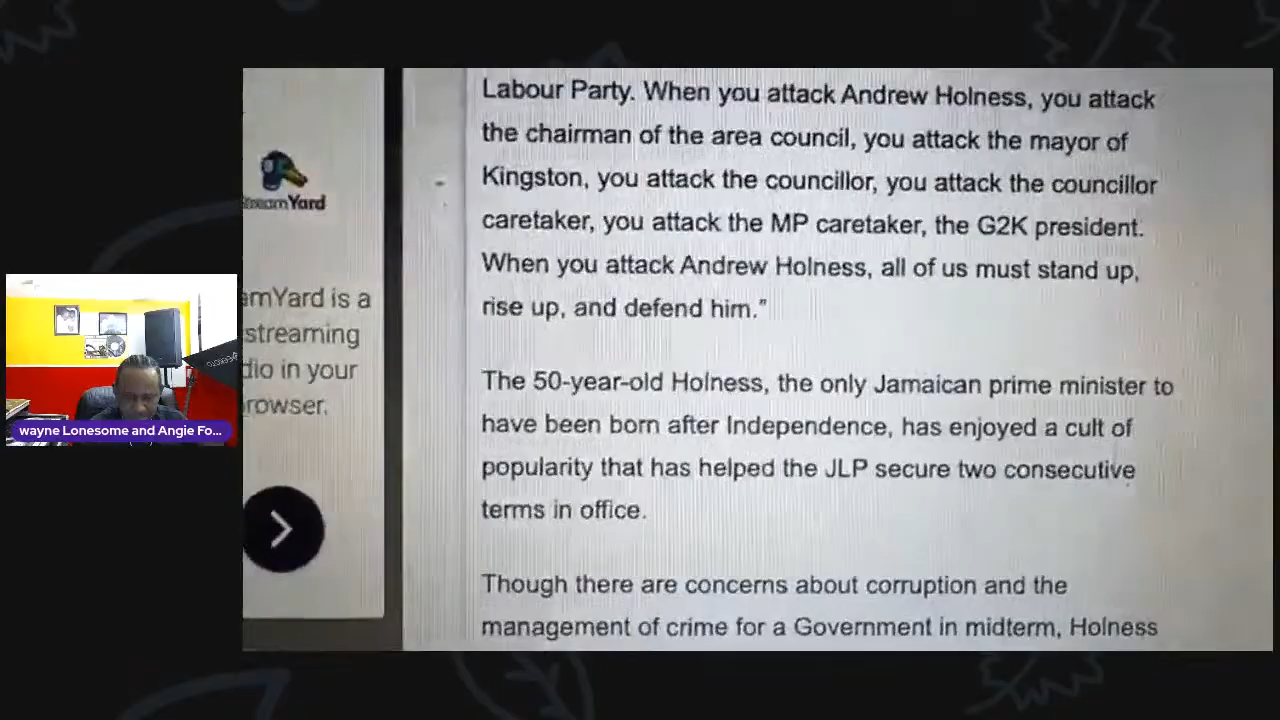 Labour Party. When you attack Andrew Holness, you attack
the chairman of the area council, you attack the mayor of
Kingston, you attack the councillor, you attack the councillor
caretaker, you attack the MP caretaker, the G2K president.
When you attack Andrew Holness, all of us must stand up,
rise up, and defend him.”
The 50-year-old Holness, the only Jamaican prime minister to
have been born after Independence, has enjoyed a cult of
popularity that has helped the JLP secure two consecutive
terms in office.
Though there are concerns about corruption and the
management of crime for a Government in midterm, Holness
StreamYard
amYard is a
streaming
dio in your
rowser.
wayne Lonesome and Angie Fo...